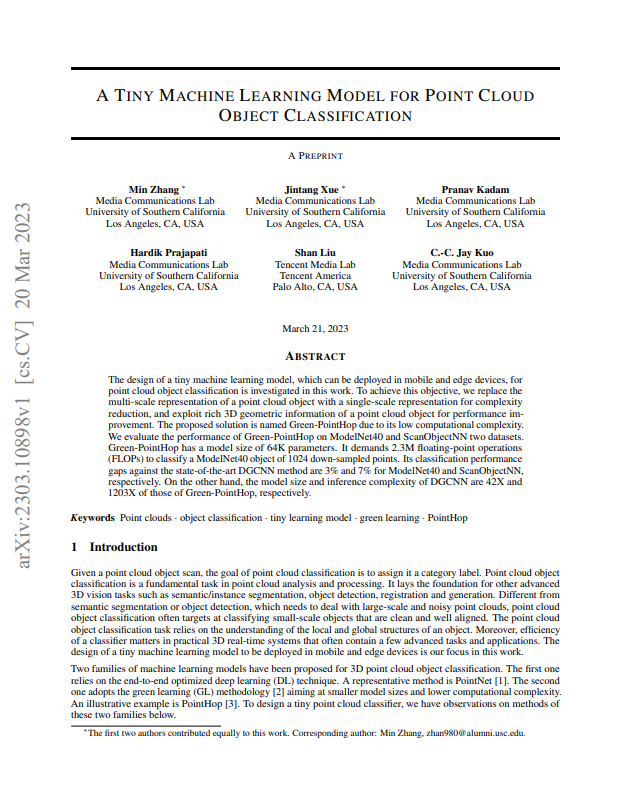 A TINY MACHINE LEARNING MODEL FOR POINT CLOUD
OBJECT CLASSIFICATION
A PREPRINT
Min Zhang *
Media Communications Lab
University of Southern California
Los Angeles, CA, USA
Jintang Xue *
Media Communications Lab
University of Southern California
Los Angeles, CA, USA
Pranav Kadam
Media Communications Lab
University of Southern California
Los Angeles, CA, USA
Hardik Prajapati
Media Communications Lab
University of Southern California
Los Angeles, CA, USA
Shan Liu
Tencent Media Lab
Tencent America
Palo Alto, CA, USA
C.-C. Jay Kuo
Media Communications Lab
University of Southern California
Los Angeles, CA, USA
March 21, 2023
ABSTRACT
The design of a tiny machine learning model, which can be deployed in mobile and edge devices, for
point cloud object classification is investigated in this work. To achieve this objective, we replace the
multi-scale representation of a point cloud object with a single-scale representation for complexity
reduction, and exploit rich 3D geometric information of a point cloud object for performance im-
provement. The proposed solution is named Green-PointHop due to its low computational complexity.
We evaluate the performance of Green-PointHop on ModelNet40 and ScanObjectNN two datasets.
Green-PointHop has a model size of 64K parameters. It demands 2.3M floating-point operations
(FLOPs) to classify a ModelNet40 object of 1024 down-sampled points. Its classification performance
gaps against the state-of-the-art DGCNN method are 3% and 7% for ModelNet40 and ScanObjectNN,
respectively. On the other hand, the model size and inference complexity of DGCNN are 42X and
1203X of those of Green-PointHop, respectively.
Keywords Point clouds · object classification · tiny learning model · green learning · PointHop
1 Introduction
Given a point cloud object scan, the goal of point cloud classification is to assign it a category label. Point cloud object
classification is a fundamental task in point cloud analysis and processing. It lays the foundation for other advanced
3D vision tasks such as semantic/instance segmentation, object detection, registration and generation. Different from
semantic segmentation or object detection, which needs to deal with large-scale and noisy point clouds, point cloud
object classification often targets at classifying small-scale objects that are clean and well aligned. The point cloud
object classification task relies on the understanding of the local and global structures of an object. Moreover, efficiency
of a classifier matters in practical 3D real-time systems that often contain a few advanced tasks and applications. The
design of a tiny machine learning model to be deployed in mobile and edge devices is our focus in this work.
Two families of machine learning models have been proposed for 3D point cloud object classification. The first one
relies on the end-to-end optimized deep learning (DL) technique. A representative method is PointNet [1]. The second
one adopts the green learning (GL) methodology [2] aiming at smaller model sizes and lower computational complexity.
An illustrative example is PointHop [3]. To design a tiny point cloud classifier, we have observations on methods of
these two families below.
*The first two authors contributed equally to this work. Corresponding author: Min Zhang, zhan980@alumni.usc.edu.
arXiv:2303.10898v1 [cs.CV] 20 Mar 2023